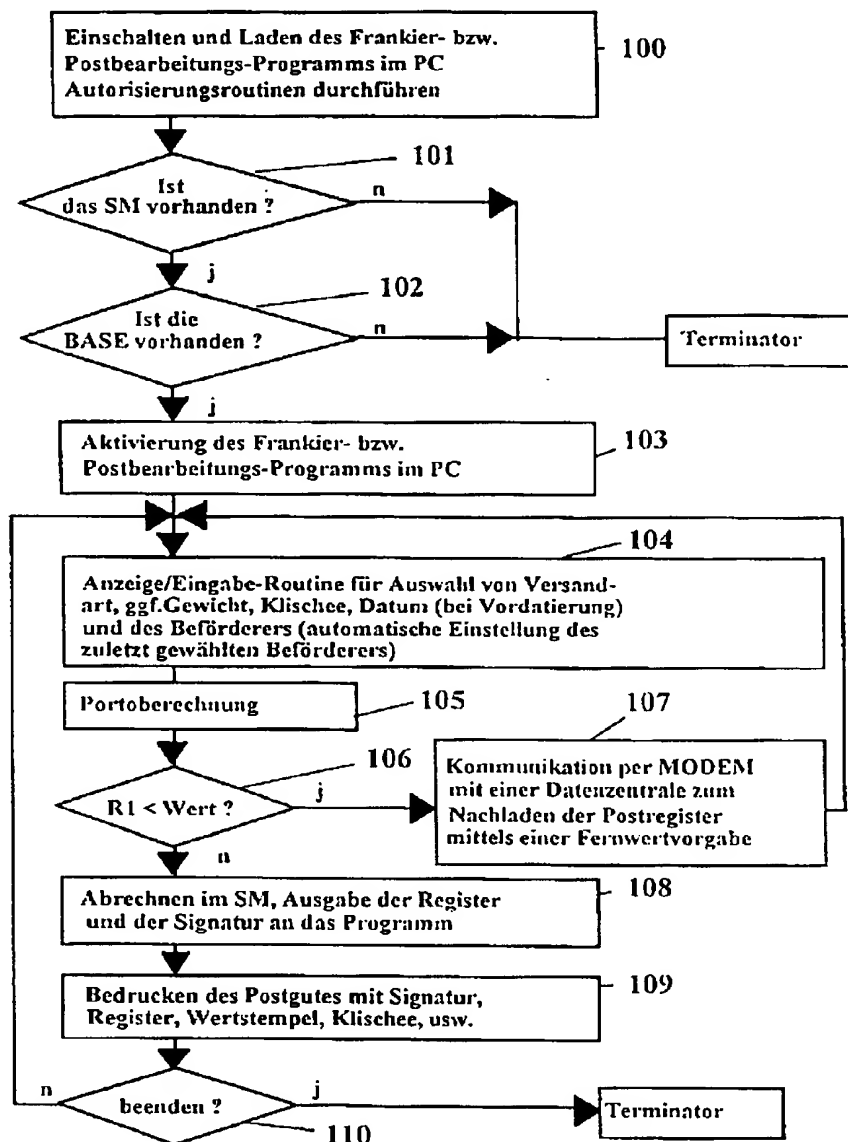 Einschalten und Laden des Frankier- bzw.
Postbearbeitungs-Programms im PC
Autorisierungsroutinen durchführen
100
101
Ist
das SM vorhanden ?
n
j
102
Ist die
BASE vorhanden ?
n
Terminator
j
Aktivierung des Frankier- bzw.
Postbearbeitungs-Programms im PC
103
104
Anzeige/Eingabe-Routine für Auswahl von Versand-
art, ggf.Gewicht, Klischee, Datum (bei Vordatierung)
und des Beförderers (automatische Einstellung des
zuletzt gewählten Beförderers)
Portoberechnung
105
107
106
R1 < Wert ?
j
Kommunikation per MODEM
mit einer Datenzentrale zum
Nachladen der Postregister
mittels einer Fernwertvorgabe
n
Abrechnen im SM, Ausgabe der Register
und der Signatur an das Programm
108
Bedrucken des Postgutes mit Signatur,
Register, Wertstempel, Klischee, usw.
109
n
beenden ?
j
Terminator
110